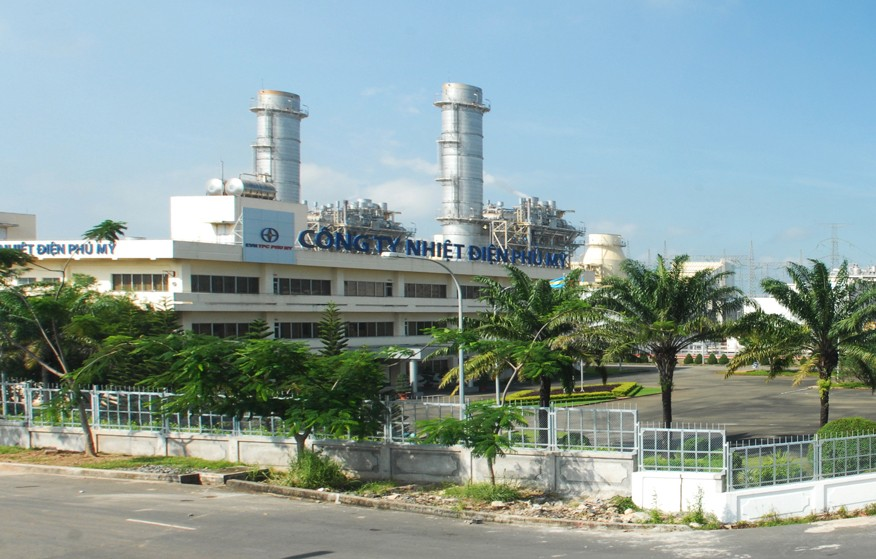 NHIỆT ĐIỆN PHÚ MỸ
CÔNG TY NHIỆT ĐIỆN PHÚ MỸ